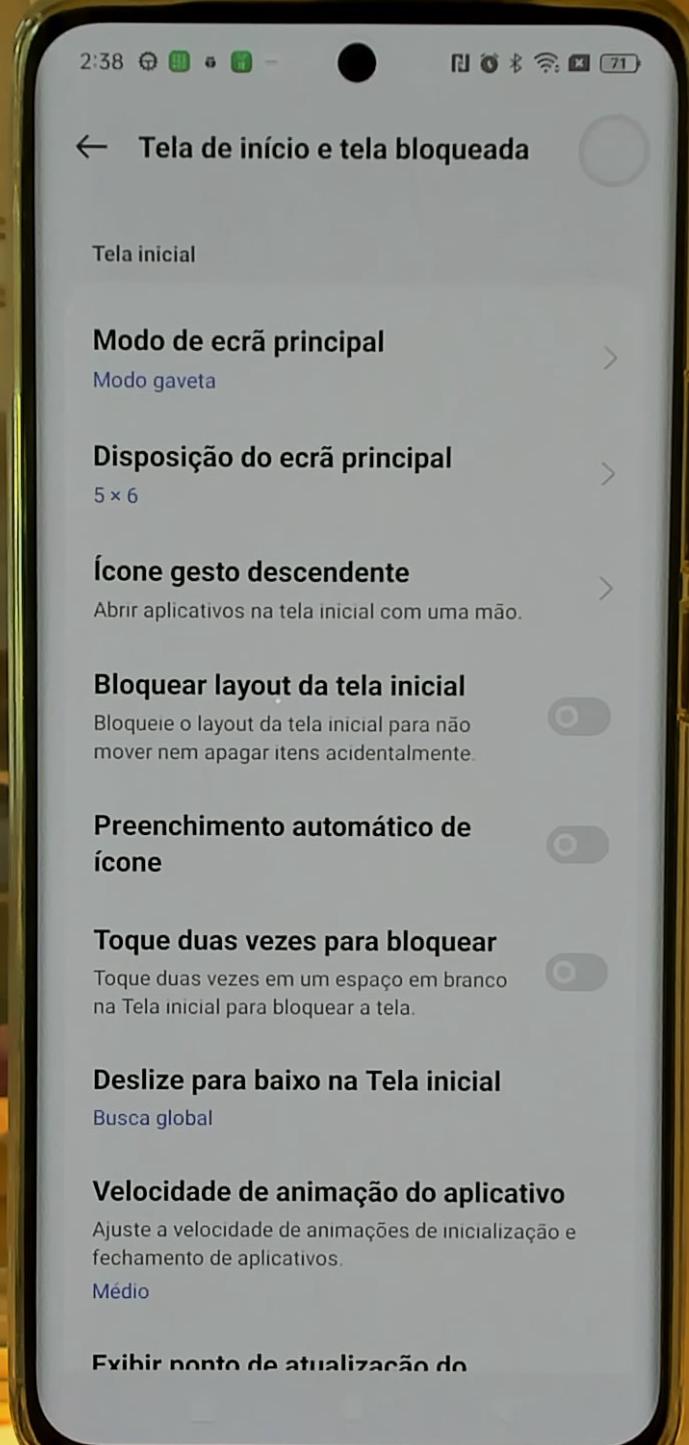 2:38
71
Tela de início e tela bloqueada
Tela inicial
Modo de ecrã principal
Modo gaveta
Disposição do ecrã principal
5 × 6
Ícone gesto descendente
Abrir aplicativos na tela inicial com uma mão.
Bloquear layout da tela inicial
Bloqueie o layout da tela inicial para não
mover nem apagar itens acidentalmente.
Preenchimento automático de
ícone
Toque duas vezes para bloquear
Toque duas vezes em um espaço em branco
na Tela inicial para bloquear a tela.
Deslize para baixo na Tela inicial
Busca global
Velocidade de animação do aplicativo
Ajuste a velocidade de animações de inicialização e
fechamento de aplicativos.
Médio
Exibir ponto de atualização do